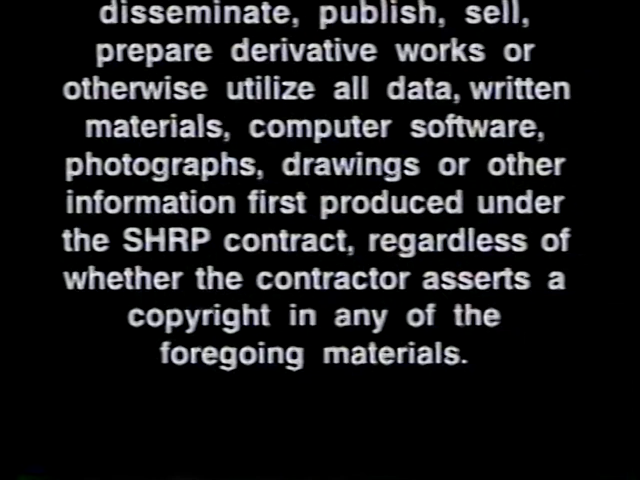 disseminate, publish, sell,
prepare derivative works or
otherwise utilize all data, written
materials, computer software,
photographs, drawings or other
information first produced under
the SHRP contract, regardless of
whether the contractor asserts a
copyright in any of the
foregoing materials.